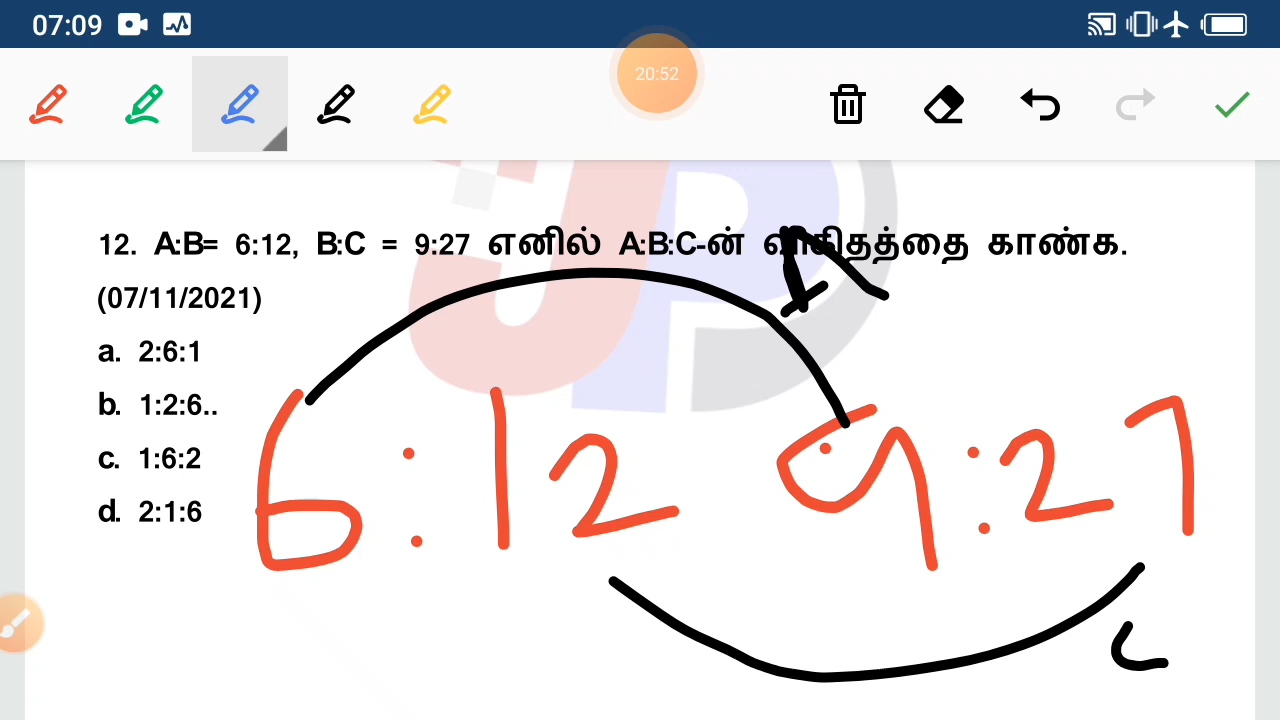 07:09
20:52
12. A:B= 6:12, B:C = 9:27 எனில் A:B:C-ன் விகிதத்தை காண்க.
(07/11/2021)
a. 2:6:1
b. 1:2:6..
c. 1:6:2
d. 2:1:6
A
6:12 9:27
C